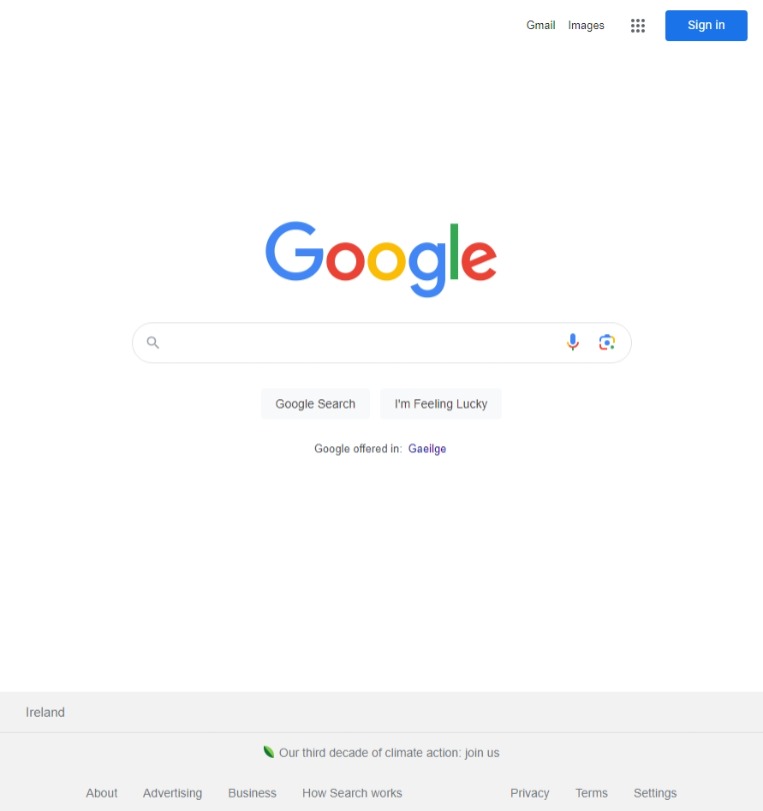 Gmail Images Sign in
Google
Google Search I'm Feeling Lucky
Google offered in: Gaeilge
Ireland
Our third decade of climate action: join us
About Advertising Business How Search works Privacy Terms Settings